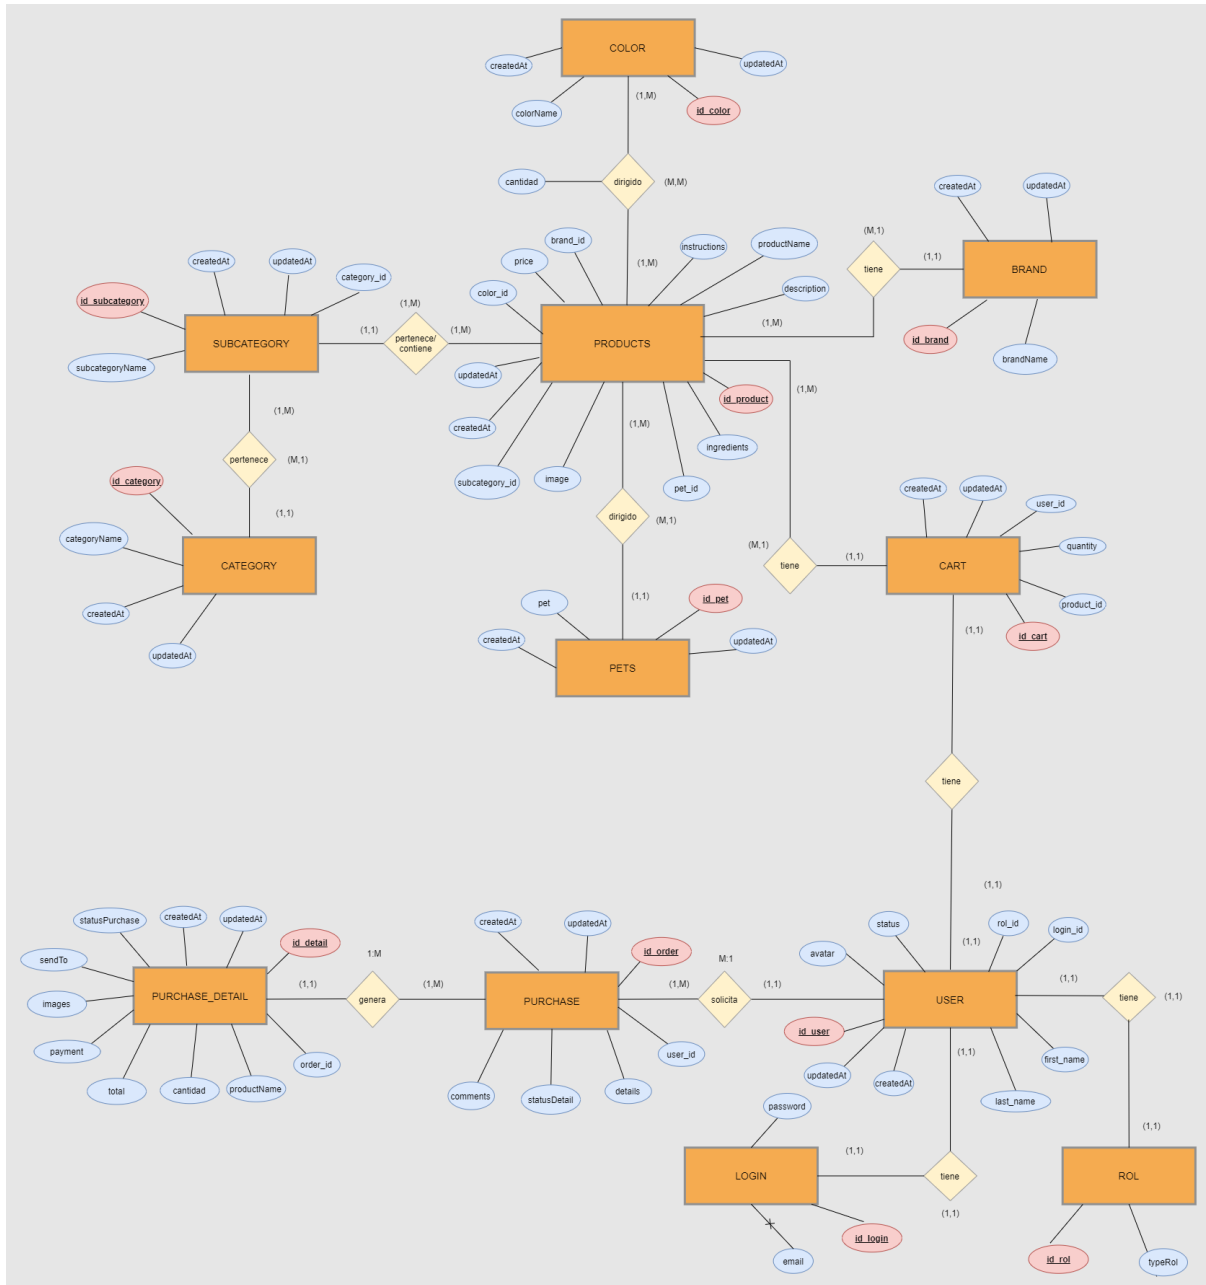 COLOR
createdAt
updatedAt
colorName
id_color
(1,M)
cantidad
dirigido
(M,M)
createdAt
updatedAt
(M,1)
tiene
(1,1)
BRAND
id_brand
brandName
brand_id
instructions
productName
price
(1,M)
description
color_id
PRODUCTS
(1,M)
updatedAt
createdAt
subcategory_id
image
pet_id
ingredients
id_product
(1,M)
(1,M)
createdAt
updatedAt
category_id
id_subcategory
SUBCATEGORY
subcategoryName
(1,M)
(1,1)
pertenece/
contiene
(1,M)
(1,M)
pertenece
(M,1)
id_category
(1,1)
categoryName
CATEGORY
createdAt
updatedAt
dirigido
(M,1)
(1,1)
pet
id_pet
createdAt
updatedAt
PETS
(M,1)
tiene
(1,1)
createdAt
updatedAt
user_id
quantity
CART
product_id
id_cart
(1,1)
tiene
(1,1)
statusPurchase
createdAt
updatedAt
id_detail
sendTo
images
PURCHASE_DETAIL
payment
total
cantidad
productName
order_id
1:M
(1,1)
genera
(1,M)
createdAt
updatedAt
id_order
PURCHASE
user_id
comments
statusDetail
details
M:1
(1,M)
solicita
(1,1)
status
(1,1)
rol_id
login_id
avatar
USER
id_user
updatedAt
createdAt
first_name
last_name
(1,1)
(1,1)
tiene
(1,1)
(1,1)
password
LOGIN
(1,1)
tiene
(1,1)
id_login
email
(1,1)
ROL
id_rol
typeRol